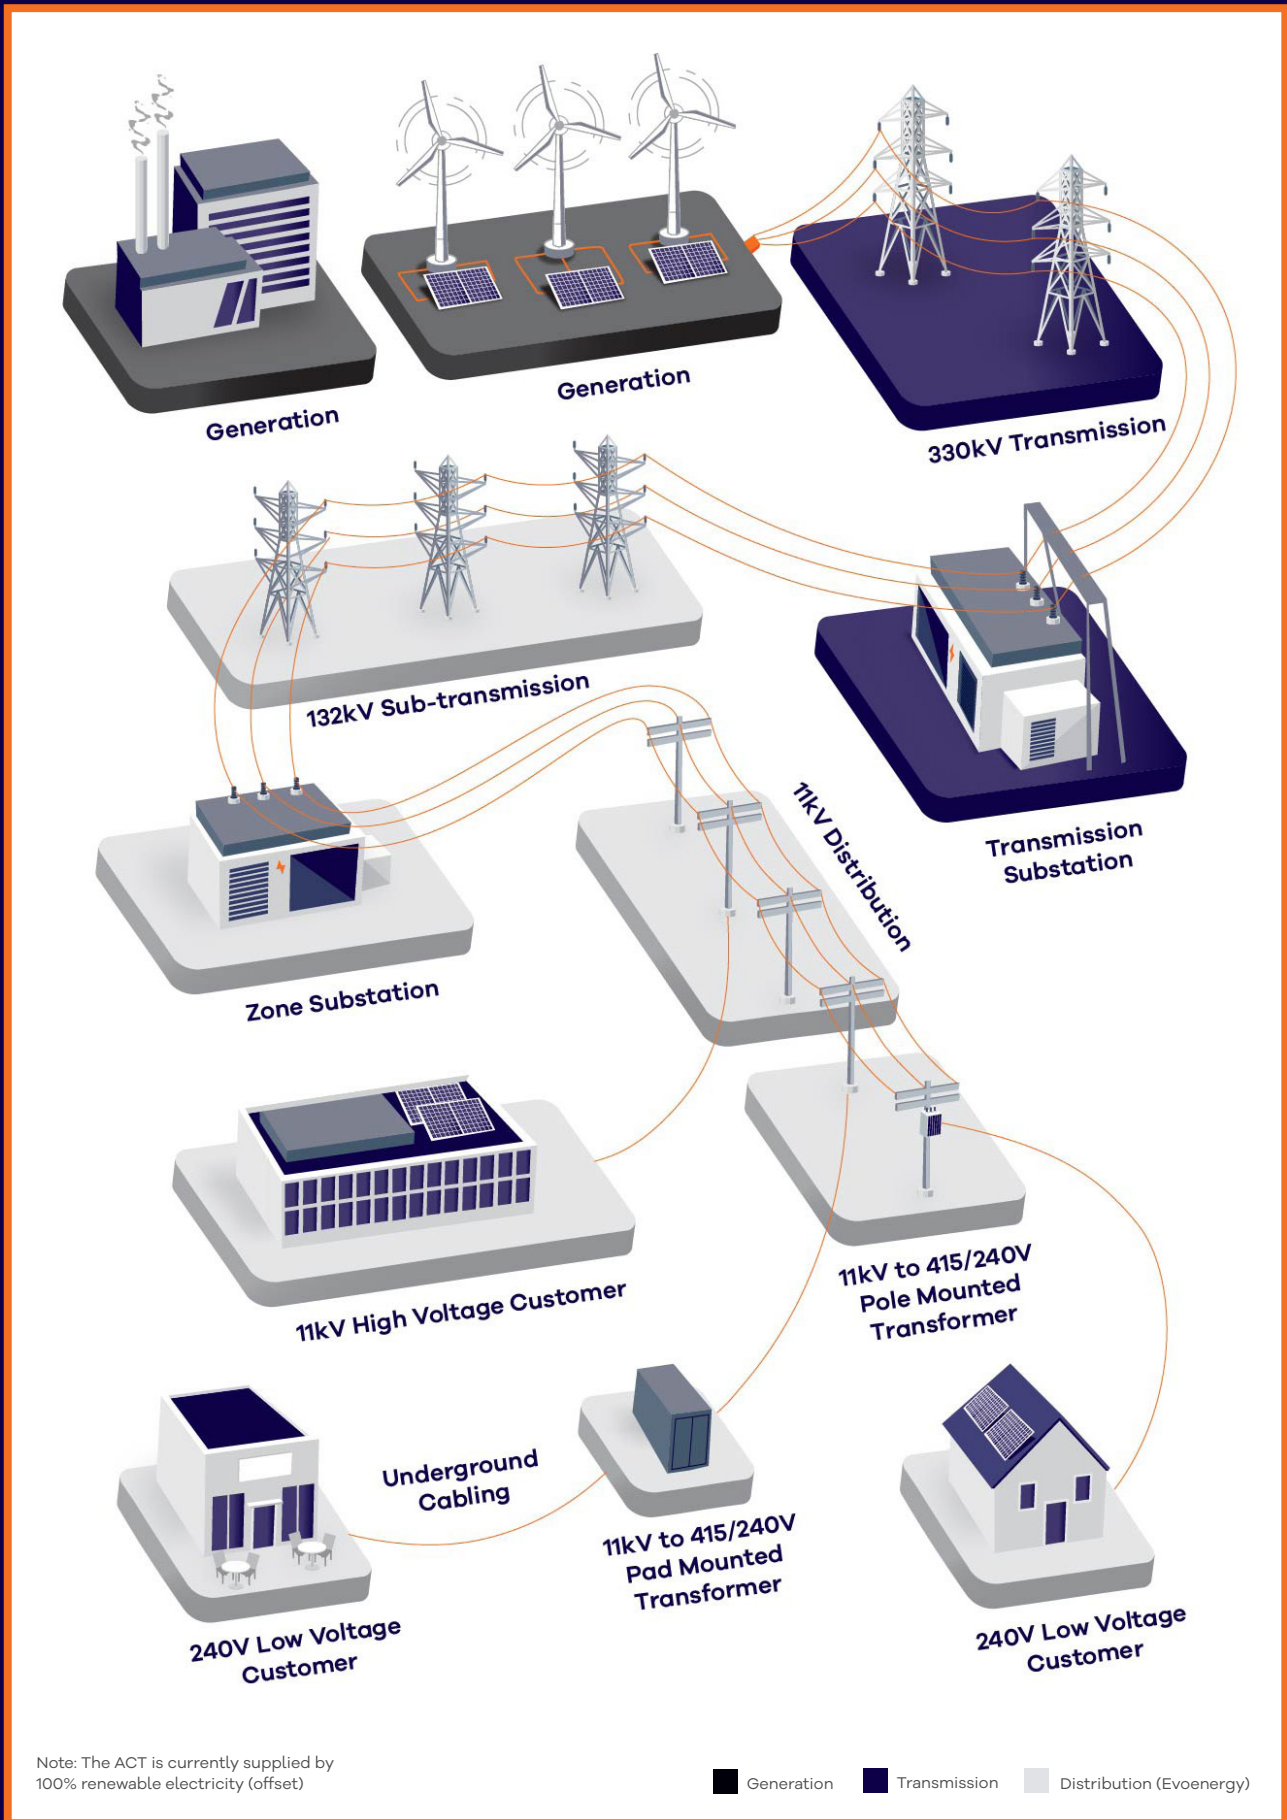 Generation
Generation
330kV Transmission
132kV Sub-transmission
Transmission
Substation
11kV Distribution
Zone Substation
11kV High Voltage Customer
11kV to 415/240V
Pole Mounted
Transformer
Underground
Cabling
11kV to 415/240V
Pad Mounted
Transformer
240V Low Voltage
Customer
240V Low Voltage
Customer
Note: The ACT is currently supplied by
100% renewable electricity (offset)
Generation
Transmission
Distribution (Evoenergy)